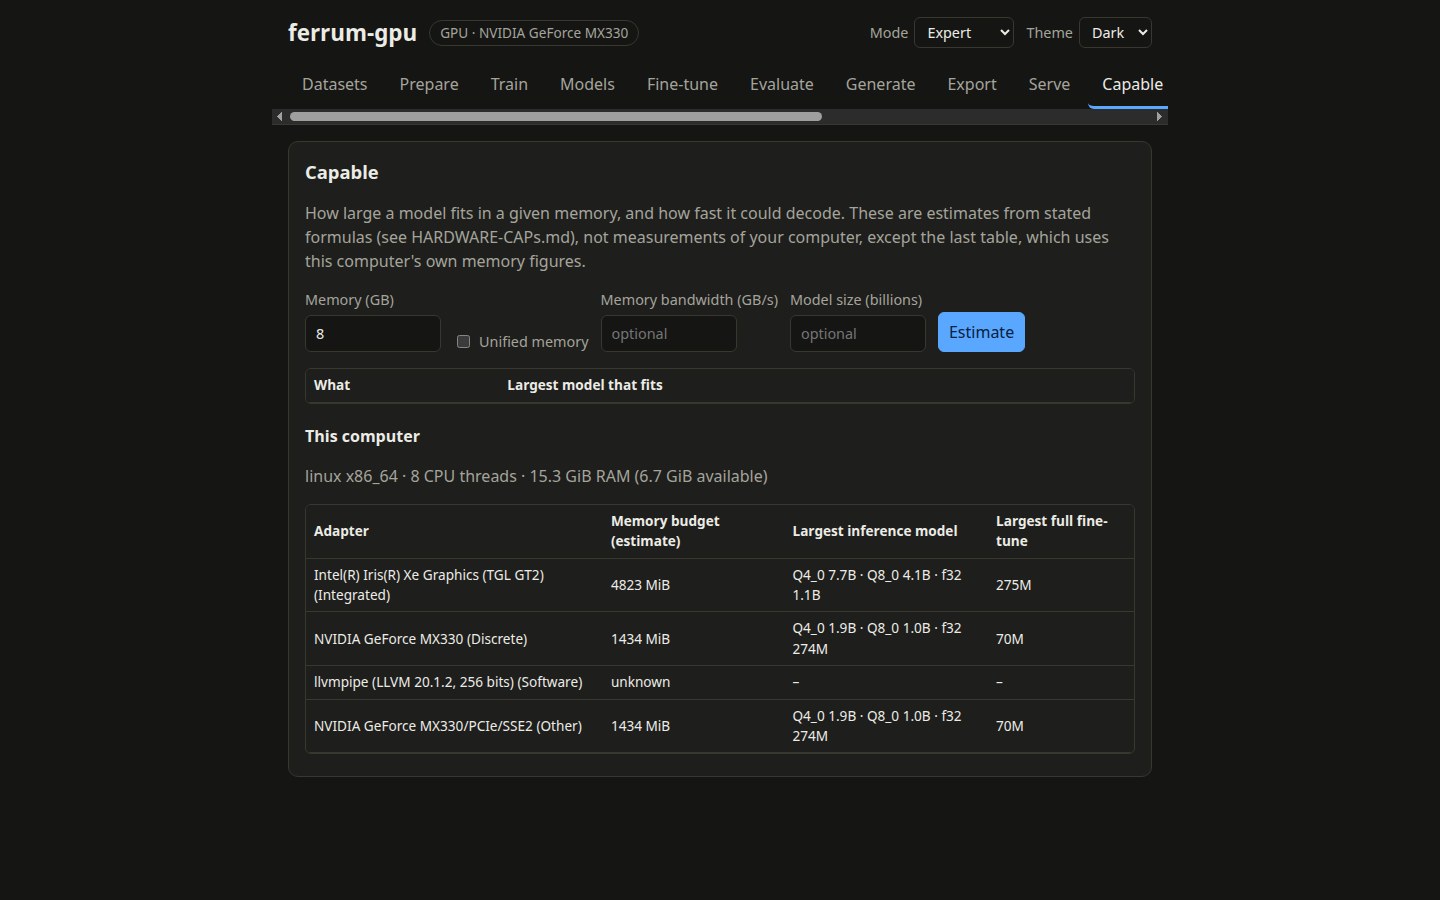 ferrum-gpu
GPU · NVIDIA GeForce MX330
Mode Expert Theme Dark
Datasets Prepare Train Models Fine-tune Evaluate Generate Export Serve Capable
Capable
How large a model fits in a given memory, and how fast it could decode. These are estimates from stated
formulas (see HARDWARE-CAPs.md), not measurements of your computer, except the last table, which uses
this computer's own memory figures.
Memory (GB) Memory bandwidth (GB/s) Model size (billions)
8 Unified memory optional optional Estimate
What Largest model that fits
This computer
linux x86_64 · 8 CPU threads · 15.3 GiB RAM (6.7 GiB available)
Adapter Memory budget (estimate) Largest inference model Largest full fine-tune
Intel(R) Iris(R) Xe Graphics (TGL GT2) (Integrated) 4823 MiB Q4_0 7.7B · Q8_0 4.1B · f32 1.1B 275M
NVIDIA GeForce MX330 (Discrete) 1434 MiB Q4_0 1.9B · Q8_0 1.0B · f32 274M 70M
llvmpipe (LLVM 20.1.2, 256 bits) (Software) unknown – –
NVIDIA GeForce MX330/PCIe/SSE2 (Other) 1434 MiB Q4_0 1.9B · Q8_0 1.0B · f32 274M 70M